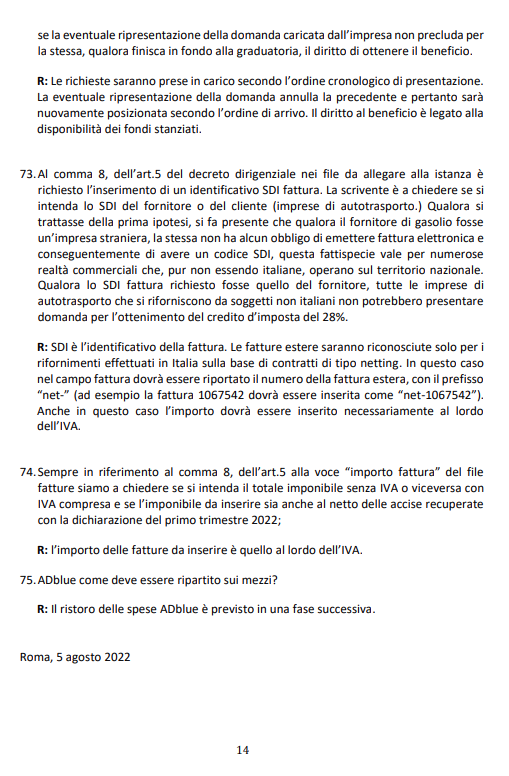 se la eventuale ripresentazione della domanda caricata dall’impresa non precluda per
la stessa, qualora finisca in fondo alla graduatoria, il diritto di ottenere il beneficio.
R: Le richieste saranno prese in carico secondo l’ordine cronologico di presentazione.
La eventuale ripresentazione della domanda annulla la precedente e pertanto sarà
nuovamente posizionata secondo l’ordine di arrivo. Il diritto al beneficio è legato alla
disponibilità dei fondi stanziati.
73. Al comma 8, dell’art.5 del decreto dirigenziale nei file da allegare alla istanza è
richiesto l’inserimento di un identificativo SDI fattura. La scrivente è a chiedere se si
intenda lo SDI del fornitore o del cliente (imprese di autotrasporto.) Qualora si
trattasse della prima ipotesi, si fa presente che qualora il fornitore di gasolio fosse
un’impresa straniera, la stessa non ha alcun obbligo di emettere fattura elettronica e
conseguentemente di avere un codice SDI, questa fattispecie vale per numerose
realtà commerciali che, pur non essendo italiane, operano sul territorio nazionale.
Qualora lo SDI fattura richiesto fosse quello del fornitore, tutte le imprese di
autotrasporto che si riforniscono da soggetti non italiani non potrebbero presentare
domanda per l’ottenimento del credito d’imposta del 28%.
R: SDI è l’identificativo della fattura. Le fatture estere saranno riconosciute solo per i
rifornimenti effettuati in Italia sulla base di contratti di tipo netting. In questo caso
nel campo fattura dovrà essere riportato il numero della fattura estera, con il prefisso
“net-” (ad esempio la fattura 1067542 dovrà essere inserita come “net-1067542”).
Anche in questo caso l’importo dovrà essere inserito necessariamente al lordo
dell’IVA.
74. Sempre in riferimento al comma 8, dell’art.5 alla voce “importo fattura” del file
fatture siamo a chiedere se si intenda il totale imponibile senza IVA o viceversa con
IVA compresa e se l’imponibile da inserire sia anche al netto delle accise recuperate
con la dichiarazione del primo trimestre 2022;
R: l’importo delle fatture da inserire è quello al lordo dell’IVA.
75. ADblue come deve essere ripartito sui mezzi?
R: Il ristoro delle spese ADblue è previsto in una fase successiva.
Roma, 5 agosto 2022
14